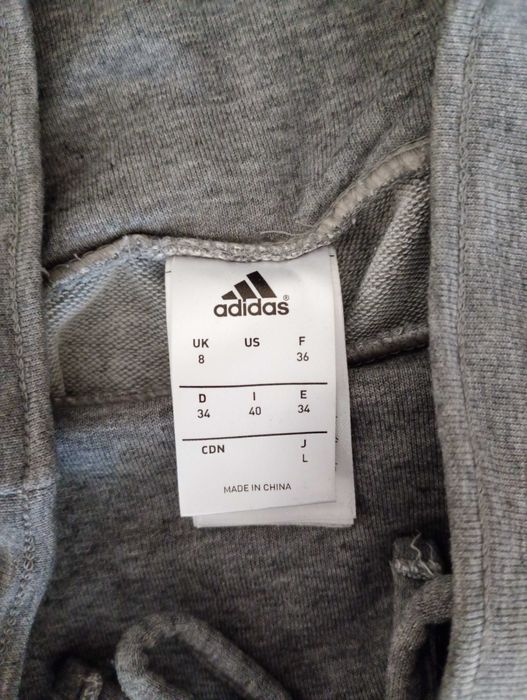 adidas®
UK US F
8 36
D I E
34 40 34
CDN J
L
MADE IN CHINA